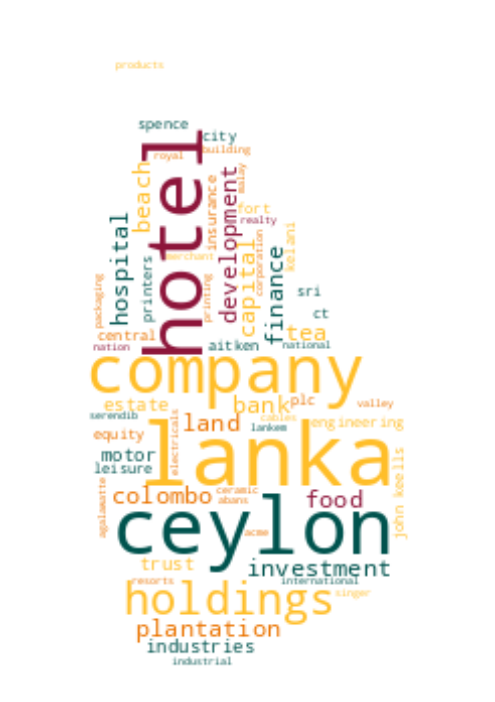 products
spence
city
building
royal
hotel
beach
insurance
development
malay
fort
realty
hospital
capital
corporation
kelani
merchant
finance
printers
packaging
printing
sri
ct
central
tea
nation
aitken
national
company
estate
bank
plc
valley
serendib
land
cables
lankem
engineering
equity
electricals
lanka
motor
leisure
john keells
agalawatte
colombo
ceramic
abans
food
ceylon
acme
trust
investment
resorts
international
holdings
singer
plantation
industries
industrial